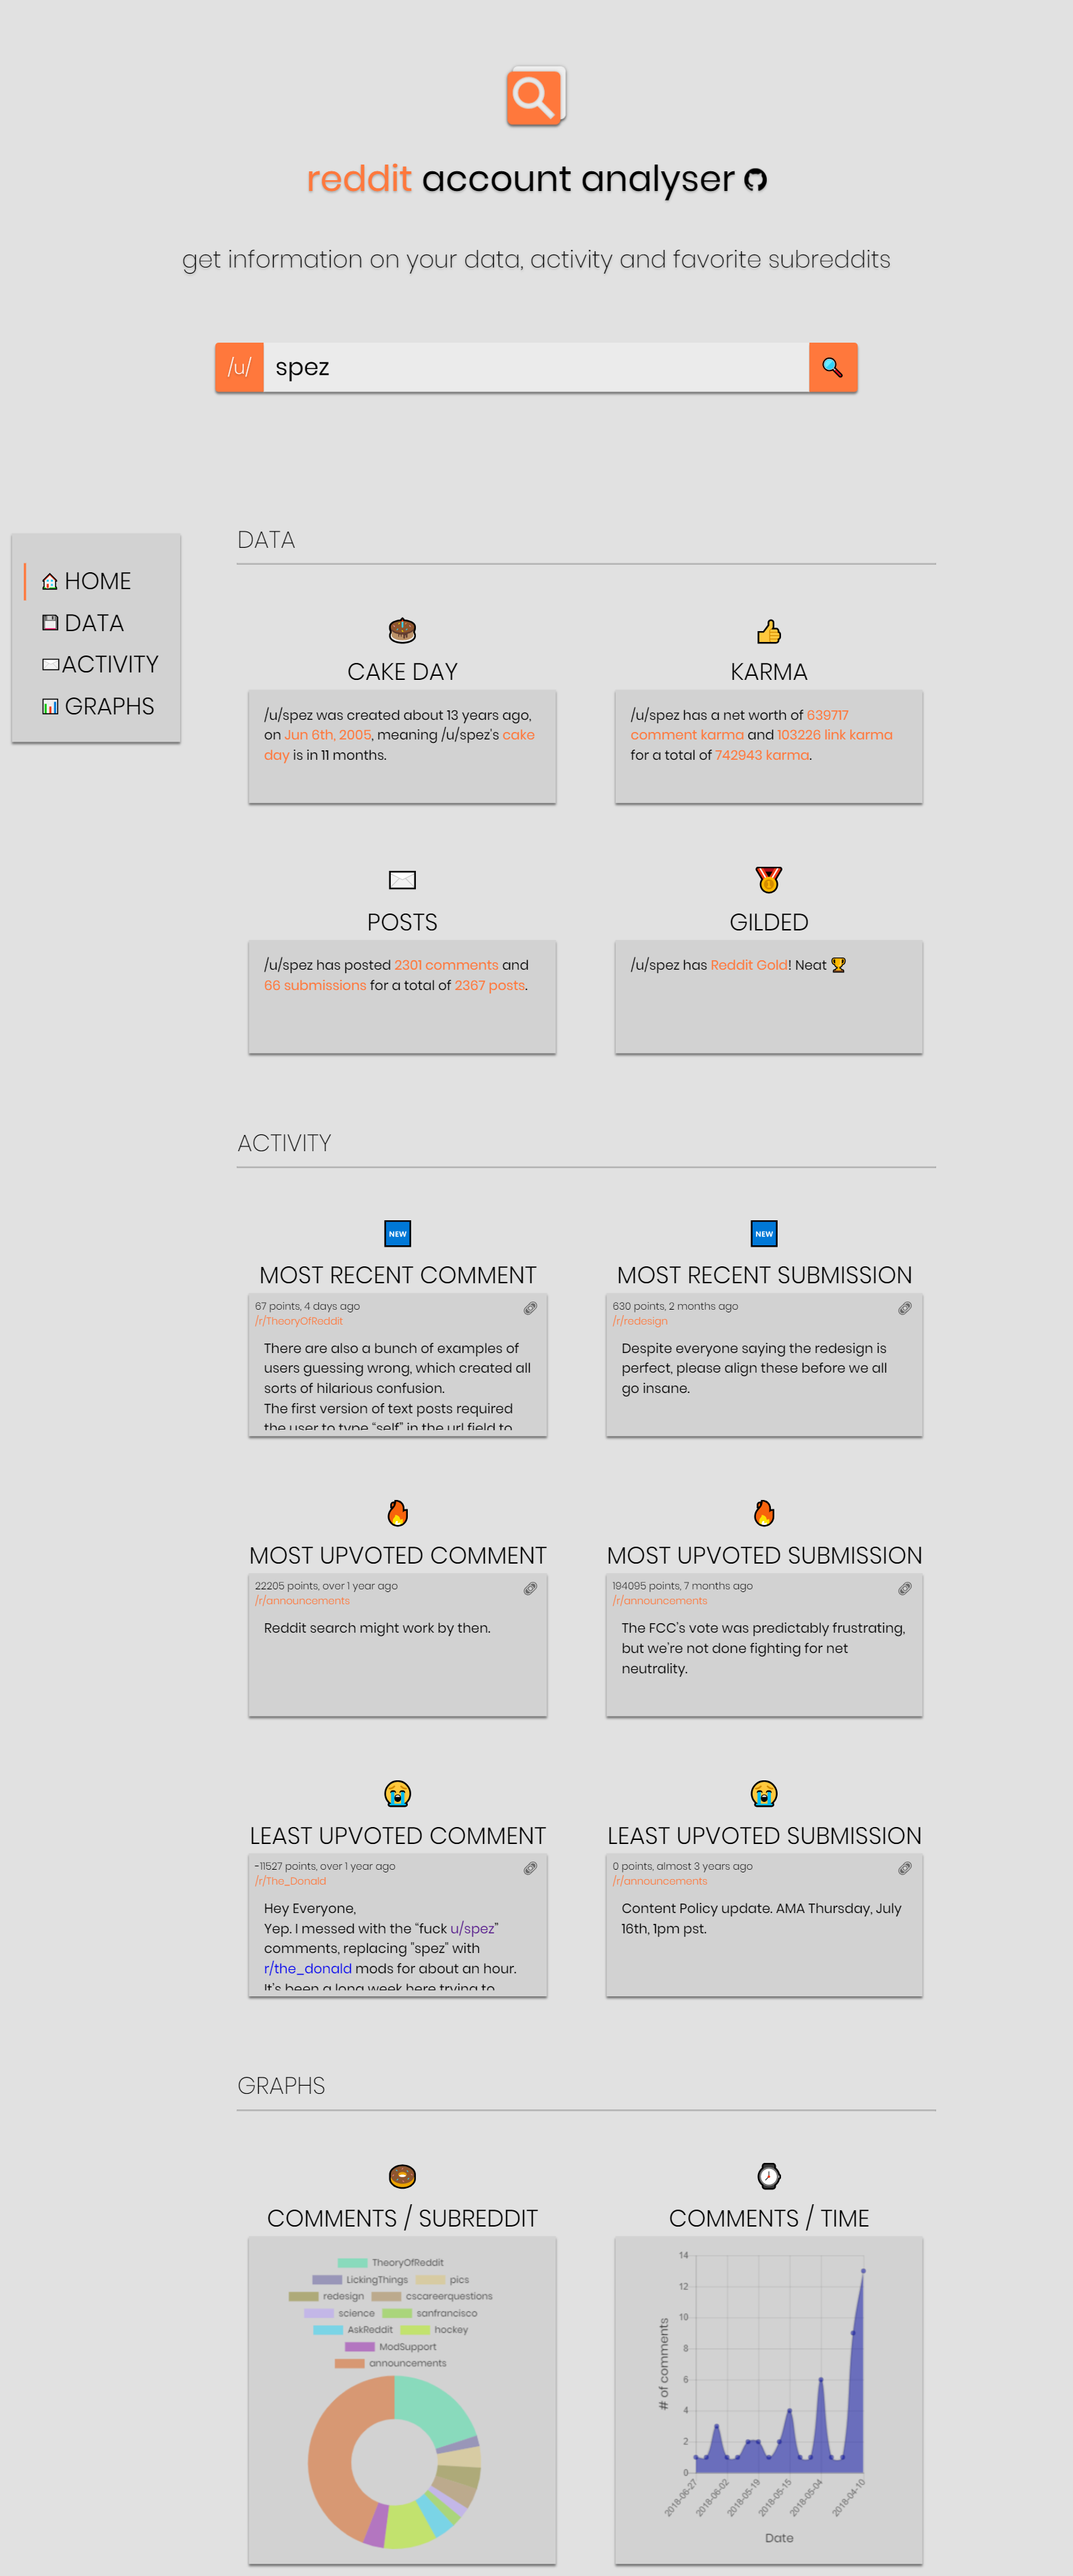 reddit account analyser
get information on your data, activity and favorite subreddits
/u/ spez
HOME
DATA
ACTIVITY
GRAPHS
DATA
CAKE DAY
/u/spez was created about 13 years ago,
on Jun 6th, 2005, meaning /u/spez's cake
day is in 11 months.
KARMA
/u/spez has a net worth of 639717
comment karma and 103226 link karma
for a total of 742943 karma.
POSTS
/u/spez has posted 2301 comments and
66 submissions for a total of 2367 posts.
GILDED
/u/spez has Reddit Gold! Neat
ACTIVITY
NEW
MOST RECENT COMMENT
67 points, 4 days ago
/r/TheoryOfReddit
There are also a bunch of examples of
users guessing wrong, which created all
sorts of hilarious confusion.
The first version of text posts required
the user to type “self” in the url field to
NEW
MOST RECENT SUBMISSION
630 points, 2 months ago
/r/redesign
Despite everyone saying the redesign is
perfect, please align these before we all
go insane.
MOST UPVOTED COMMENT
22205 points, over 1 year ago
/r/announcements
Reddit search might work by then.
MOST UPVOTED SUBMISSION
194095 points, 7 months ago
/r/announcements
The FCC's vote was predictably frustrating,
but we're not done fighting for net
neutrality.
LEAST UPVOTED COMMENT
-11527 points, over 1 year ago
/r/The_Donald
Hey Everyone,
Yep. I messed with the “fuck u/spez”
comments, replacing "spez" with
r/the_donald mods for about an hour.
It's been a long week here trying to
LEAST UPVOTED SUBMISSION
0 points, almost 3 years ago
/r/announcements
Content Policy update. AMA Thursday, July
16th, 1pm pst.
GRAPHS
COMMENTS / SUBREDDIT
TheoryOfReddit
LickingThings pics
redesign cscareerquestions
science sanfrancisco
AskReddit hockey
ModSupport
announcements
COMMENTS / TIME
# of comments
14
12
10
8
6
4
2
0
2018-06-27
2018-06-02
2018-05-19
2018-05-15
2018-05-04
2018-04-10
Date